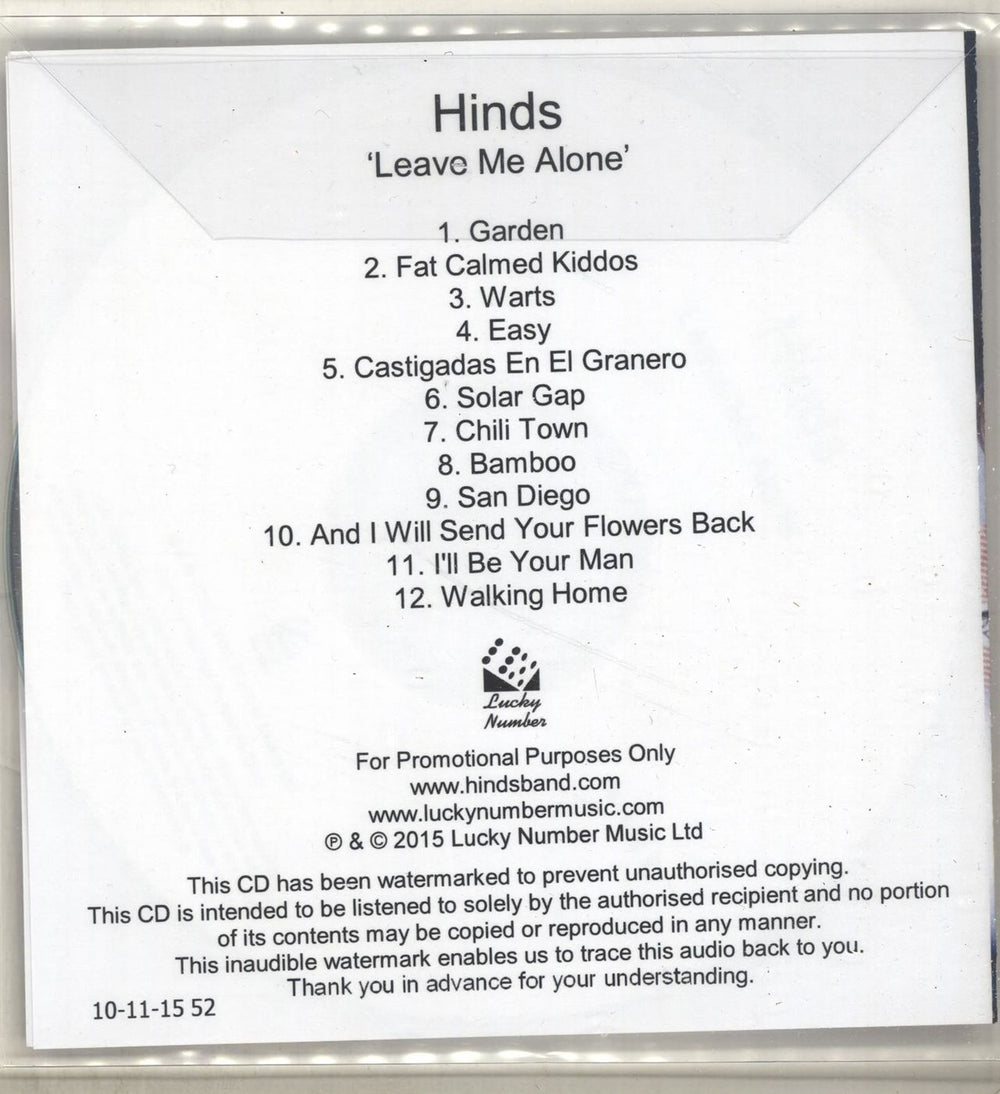 Hinds
‘Leave Me Alone’
1. Garden
2. Fat Calmed Kiddos
3. Warts
4. Easy
5. Castigadas En El Granero
6. Solar Gap
7. Chili Town
8. Bamboo
9. San Diego
10. And I Will Send Your Flowers Back
11. I'll Be Your Man
12. Walking Home
Lucky
Number
For Promotional Purposes Only
www.hindsband.com
www.luckynumbermusic.com
℗ & © 2015 Lucky Number Music Ltd
This CD has been watermarked to prevent unauthorised copying.
This CD is intended to be listened to solely by the authorised recipient and no portion
of its contents may be copied or reproduced in any manner.
This inaudible watermark enables us to trace this audio back to you.
Thank you in advance for your understanding.
10-11-15 52